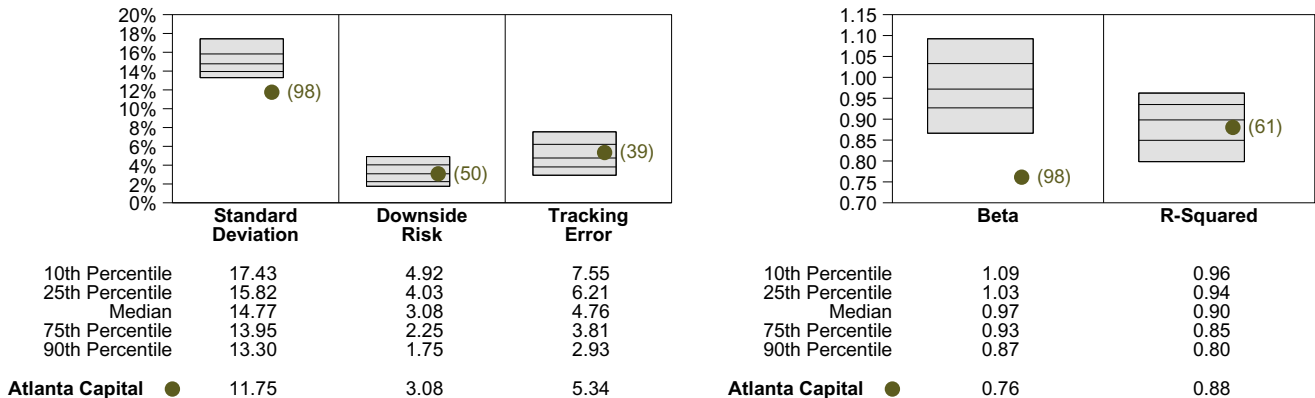 20%
18%
16%
14%
12%
10%
8%
6%
4%
2%
0%
(98)
(50)
(39)
Standard Deviation
Downside Risk
Tracking Error
10th Percentile 17.43 4.92 7.55
25th Percentile 15.82 4.03 6.21
Median 14.77 3.08 4.76
75th Percentile 13.95 2.25 3.81
90th Percentile 13.30 1.75 2.93
Atlanta Capital 11.75 3.08 5.34
1.15
1.10
1.05
1.00
0.95
0.90
0.85
0.80
0.75
0.70
(98)
(61)
Beta
R-Squared
10th Percentile 1.09 0.96
25th Percentile 1.03 0.94
Median 0.97 0.90
75th Percentile 0.93 0.85
90th Percentile 0.87 0.80
Atlanta Capital 0.76 0.88